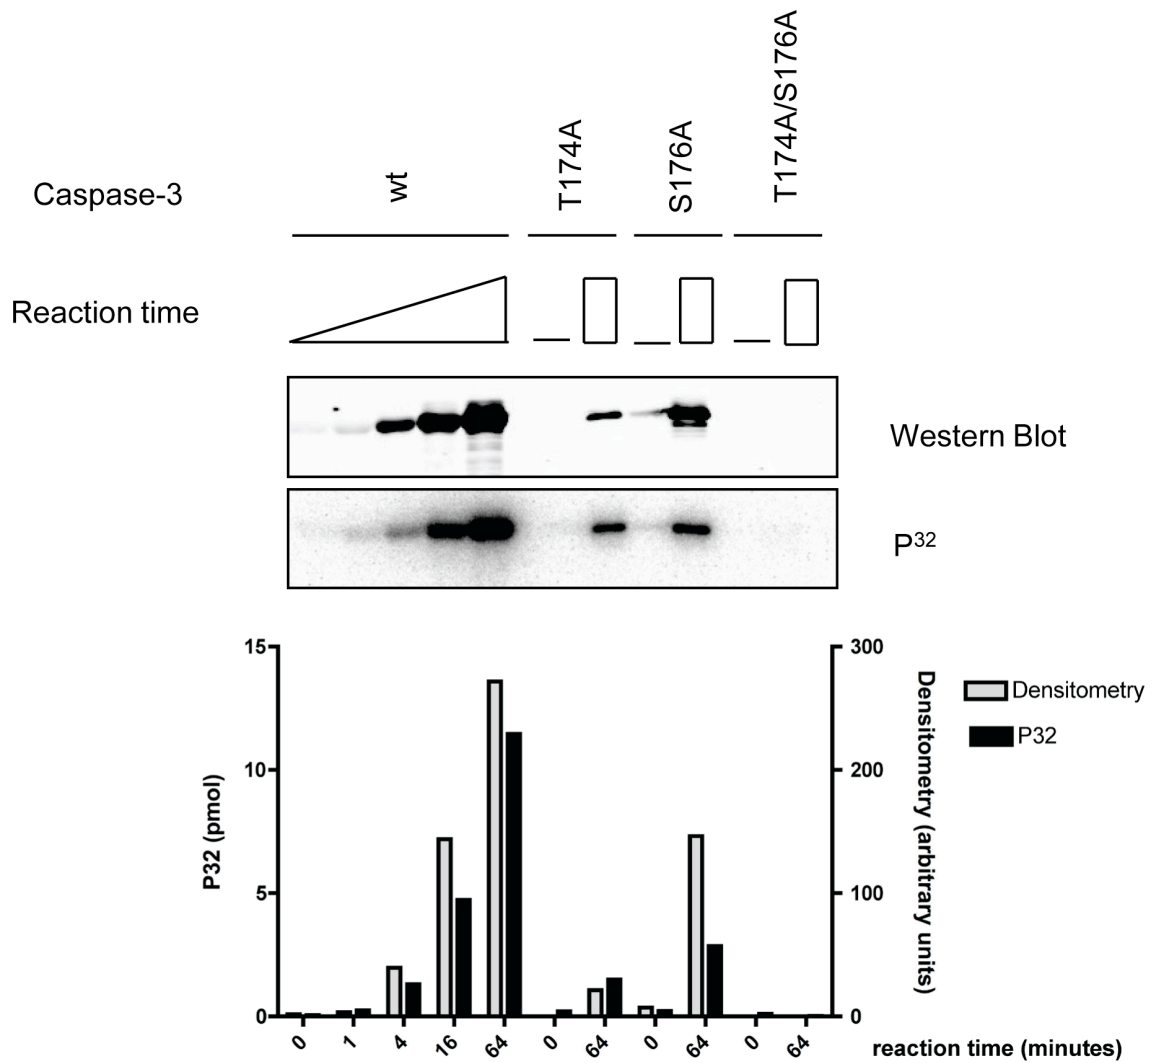 Caspase-3
wt
T174A
S176A
T174A/S176A
Reaction time
Western Blot
P32
15
10
5
0
P32 (pmol)
300
200
100
0
Densitometry (arbitrary units)
Densitometry
P32
0 1 4 16 64 0 64 0 64 0 64
reaction time (minutes)